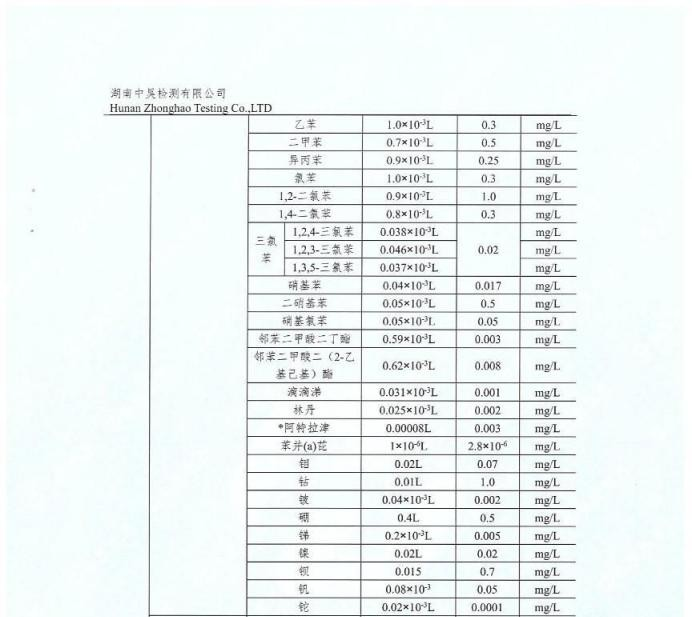 湖南中昊检测有限公司
Hunan Zhonghao Testing Co.,LTD
乙苯 1.0×10⁻³L 0.3 mg/L
二甲苯 0.7×10⁻³L 0.5 mg/L
异丙苯 0.9×10⁻³L 0.25 mg/L
氯苯 1.0×10⁻³L 0.3 mg/L
1,2-二氯苯 0.9×10⁻³L 1.0 mg/L
1,4-二氯苯 0.8×10⁻³L 0.3 mg/L
三氯
苯
1,2,4-三氯苯 0.038×10⁻³L mg/L
1,2,3-三氯苯 0.046×10⁻³L 0.02 mg/L
1,3,5-三氯苯 0.037×10⁻³L mg/L
硝基苯 0.04×10⁻³L 0.017 mg/L
二硝基苯 0.05×10⁻³L 0.5 mg/L
硝基氯苯 0.05×10⁻³L 0.05 mg/L
邻苯二甲酸二丁酯 0.59×10⁻³L 0.003 mg/L
邻苯二甲酸二（2-乙
基己基）酯 0.62×10⁻³L 0.008 mg/L
滴滴涕 0.031×10⁻³L 0.001 mg/L
林丹 0.025×10⁻³L 0.002 mg/L
*阿特拉津 0.00008L 0.003 mg/L
苯并(a)芘 1×10⁻⁶L 2.8×10⁻⁶ mg/L
钼 0.02L 0.07 mg/L
钴 0.01L 1.0 mg/L
铍 0.04×10⁻³L 0.002 mg/L
硼 0.4L 0.5 mg/L
锑 0.2×10⁻³L 0.005 mg/L
镍 0.02L 0.02 mg/L
钡 0.015 0.7 mg/L
钒 0.08×10⁻³ 0.05 mg/L
铊 0.02×10⁻³L 0.0001 mg/L